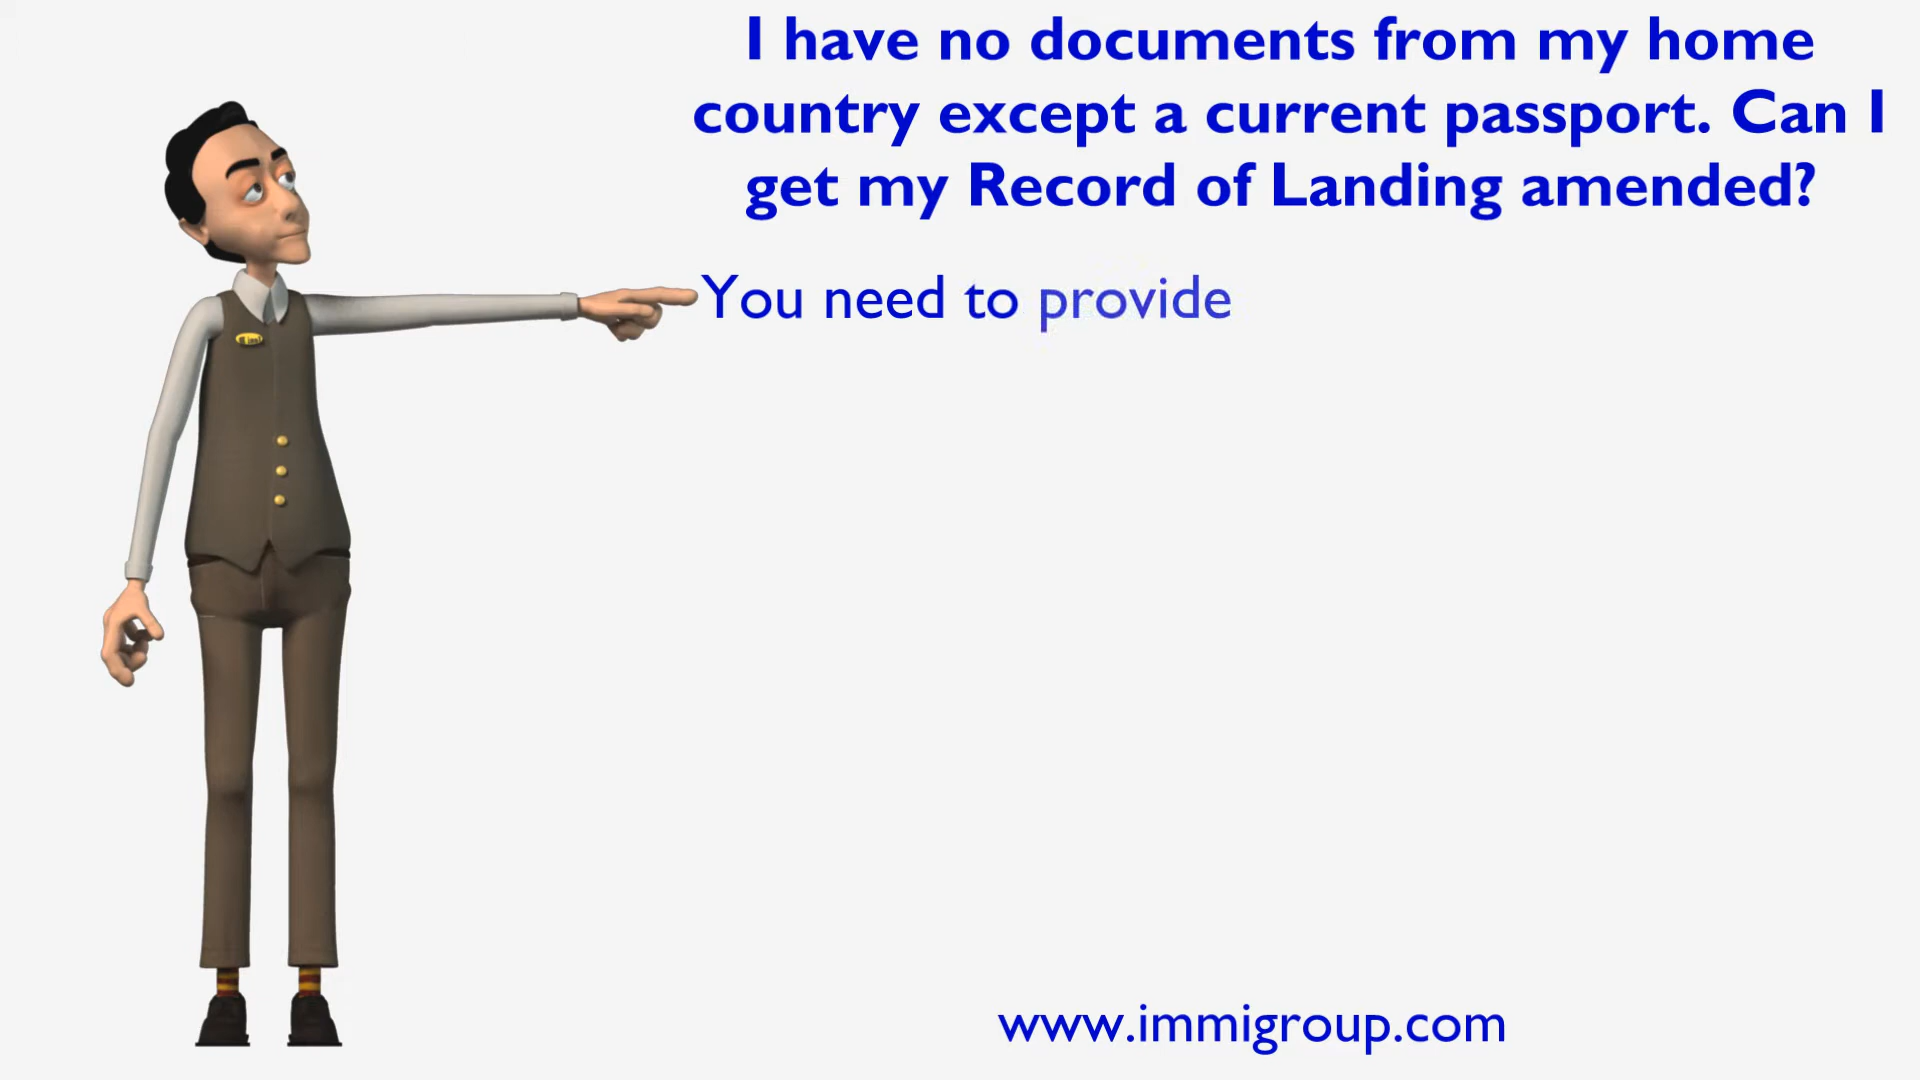 I have no documents from my home
country except a current passport. Can I
get my Record of Landing amended?
You need to provide
www.immigroup.com